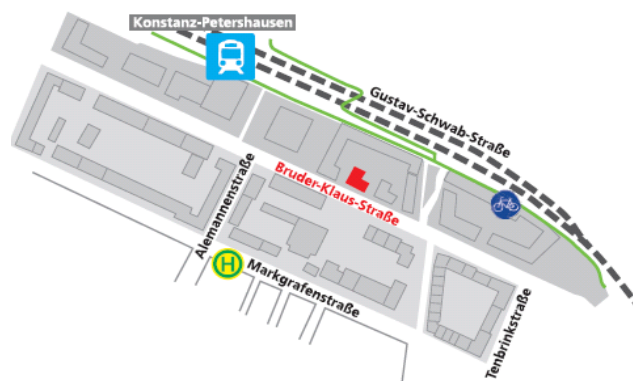 Konstanz-Petershausen
Gustav-Schwab-Straße
Bruder-Klaus-Straße
Alemannenstraße
H
Markgrafenstraße
Tenbrinkstraße